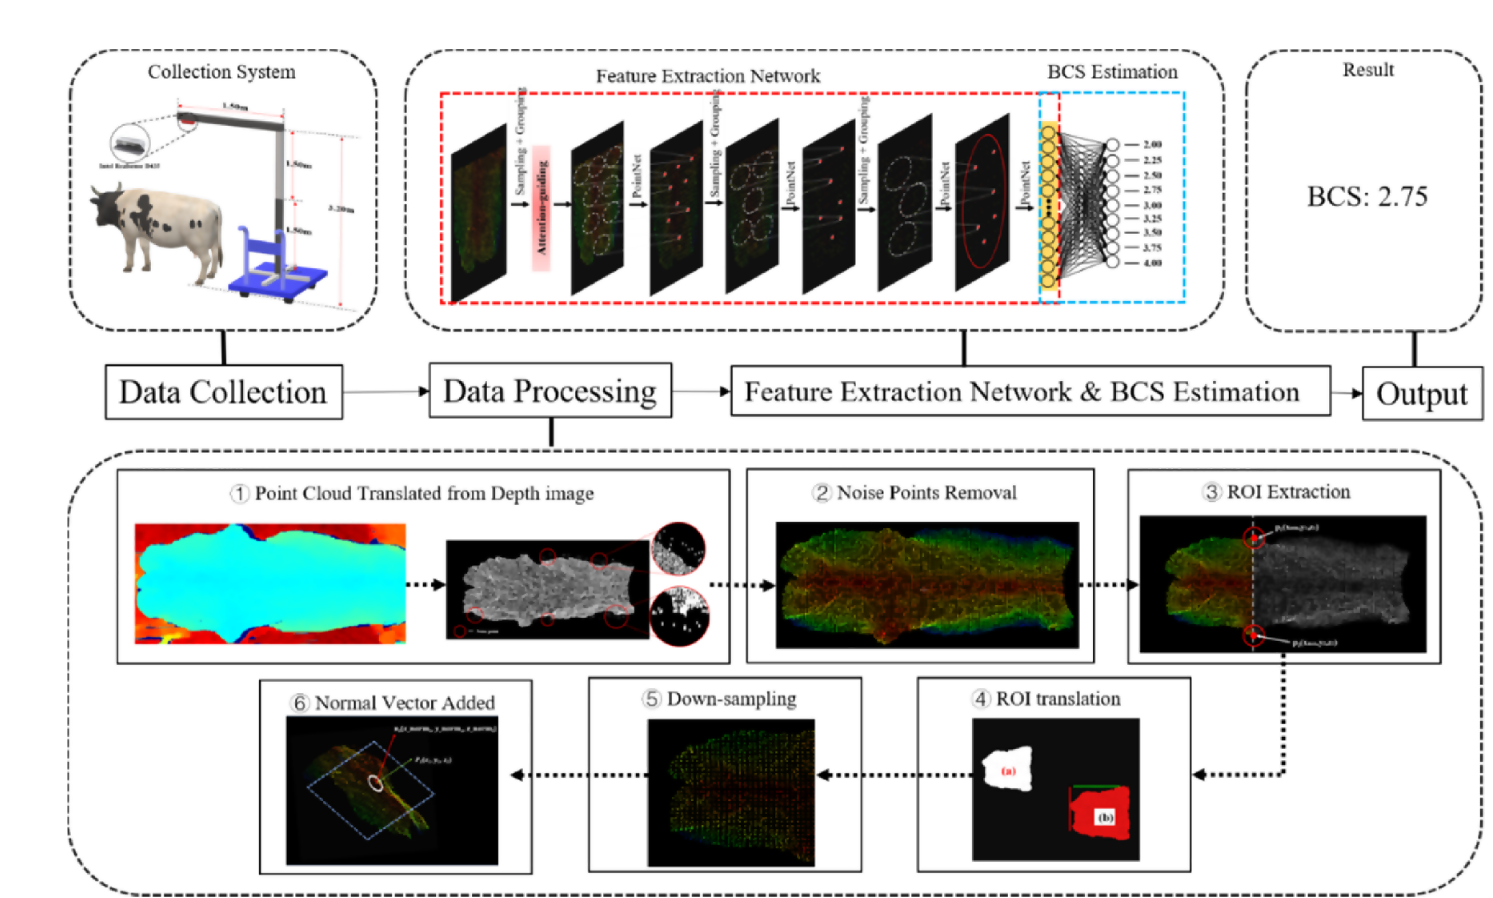 Collection System
1.50m
Intel Realsense D435
1.50m
3.20m
1.50m
Feature Extraction Network
BCS Estimation
Sampling + Grouping
Attention-guiding
PointNet
Sampling + Grouping
PointNet
Sampling + Grouping
PointNet
PointNet
2.00
2.25
2.50
2.75
3.00
3.25
3.50
3.75
4.00
Result
BCS: 2.75
Data Collection
Data Processing
Feature Extraction Network & BCS Estimation
Output
① Point Cloud Translated from Depth image
② Noise Points Removal
③ ROI Extraction
⑥ Normal Vector Added
⑤ Down-sampling
④ ROI translation
(a)
(b)